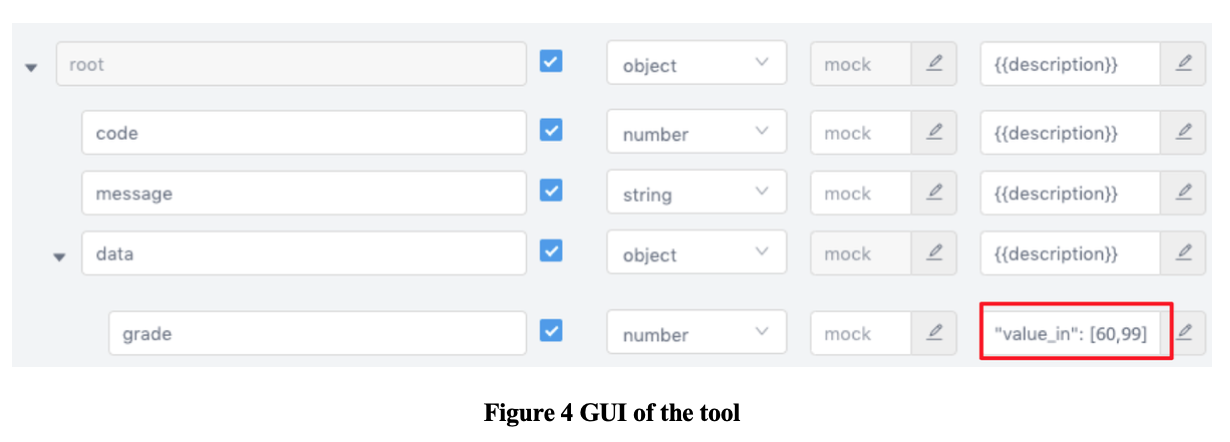 root object mock {{description}}
code number mock {{description}}
message string mock {{description}}
data object mock {{description}}
grade number mock "value_in": [60,99]
Figure 4 GUI of the tool